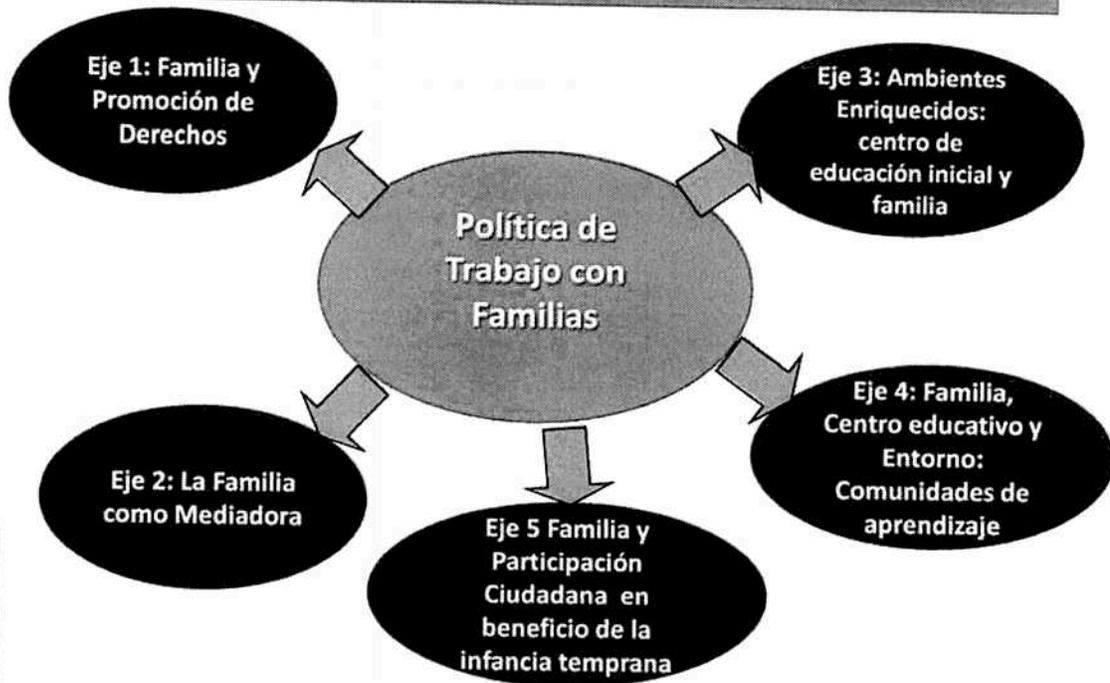 Eje 1: Familia y
Promoción de
Derechos
Eje 3: Ambientes
Enriquecidos:
centro de
educación inicial y
familia
Política de
Trabajo con
Familias
Eje 2: La Familia
como Mediadora
Eje 4: Familia,
Centro educativo y
Entorno:
Comunidades de
aprendizaje
Eje 5 Familia y
Participación
Ciudadana en
beneficio de la
infancia temprana